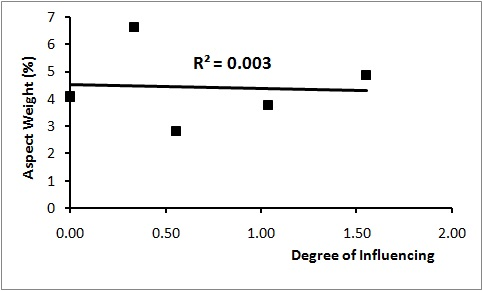 7
6
5
4
3
2
1
0
Aspect Weight (%)
R² = 0.003
0.00 0.50 1.00 1.50 2.00
Degree of Influencing